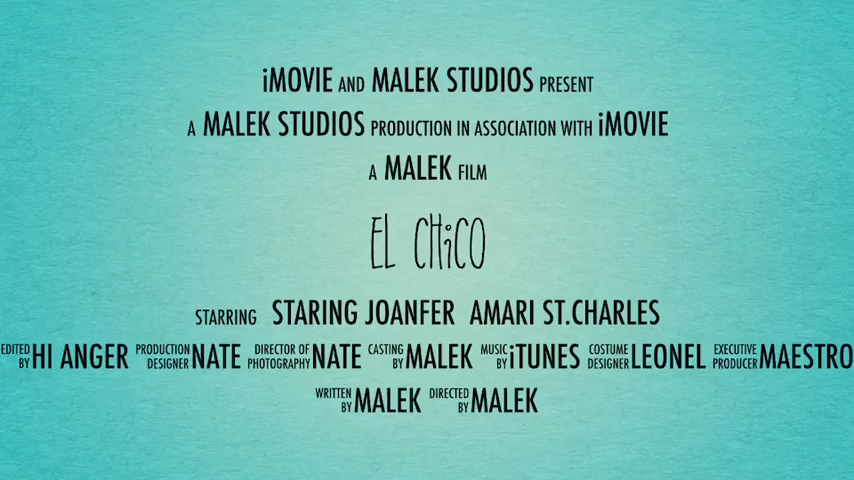 iMOVIE AND MALEK STUDIOS PRESENT
A MALEK STUDIOS PRODUCTION IN ASSOCIATION WITH iMOVIE
A MALEK FILM
EL CHiCO
STARRING STARING JOANFER AMARI ST.CHARLES
EDITED BY HI ANGER PRODUCTION DESIGNER NATE DIRECTOR OF PHOTOGRAPHY NATE CASTING BY MALEK MUSIC BY iTUNES COSTUME DESIGNER LEONEL EXECUTIVE PRODUCER MAESTRO
WRITTEN BY MALEK DIRECTED BY MALEK